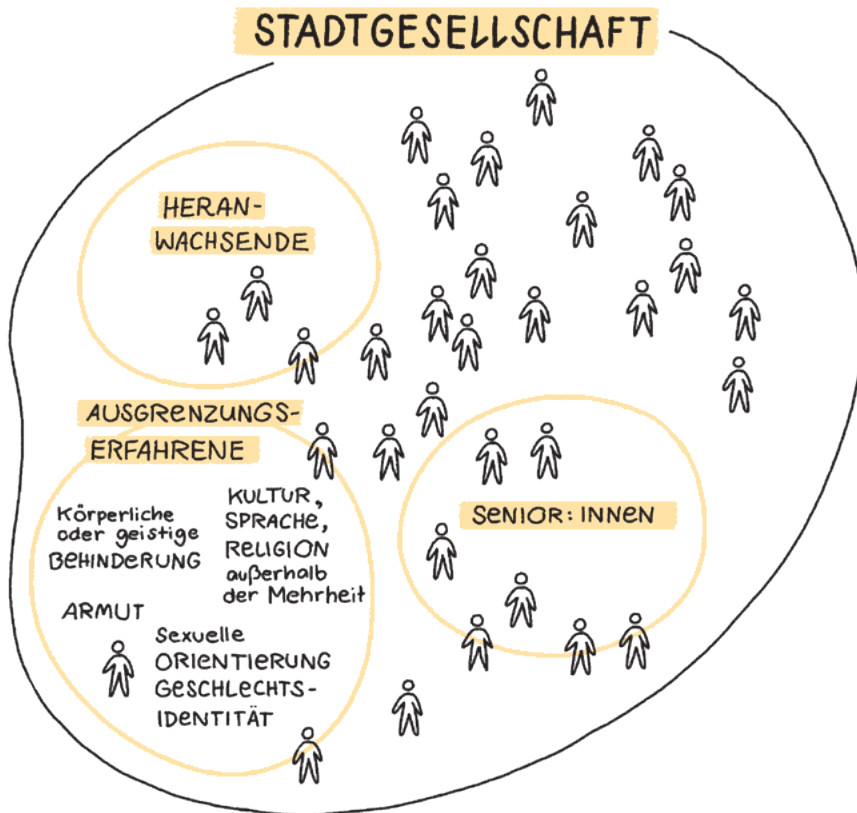 STADTGESELLSCHAFT
HERAN-
WACHSENDE
AUSGRENZUNGS-
ERFAHRENE
Körperliche
oder geistige
BEHINDERUNG
KULTUR,
SPRACHE,
RELIGION
außerhalb
der Mehrheit
ARMUT
Sexuelle
ORIENTIERUNG
GESCHLECHTS-
IDENTITÄT
SENIOR:INNEN